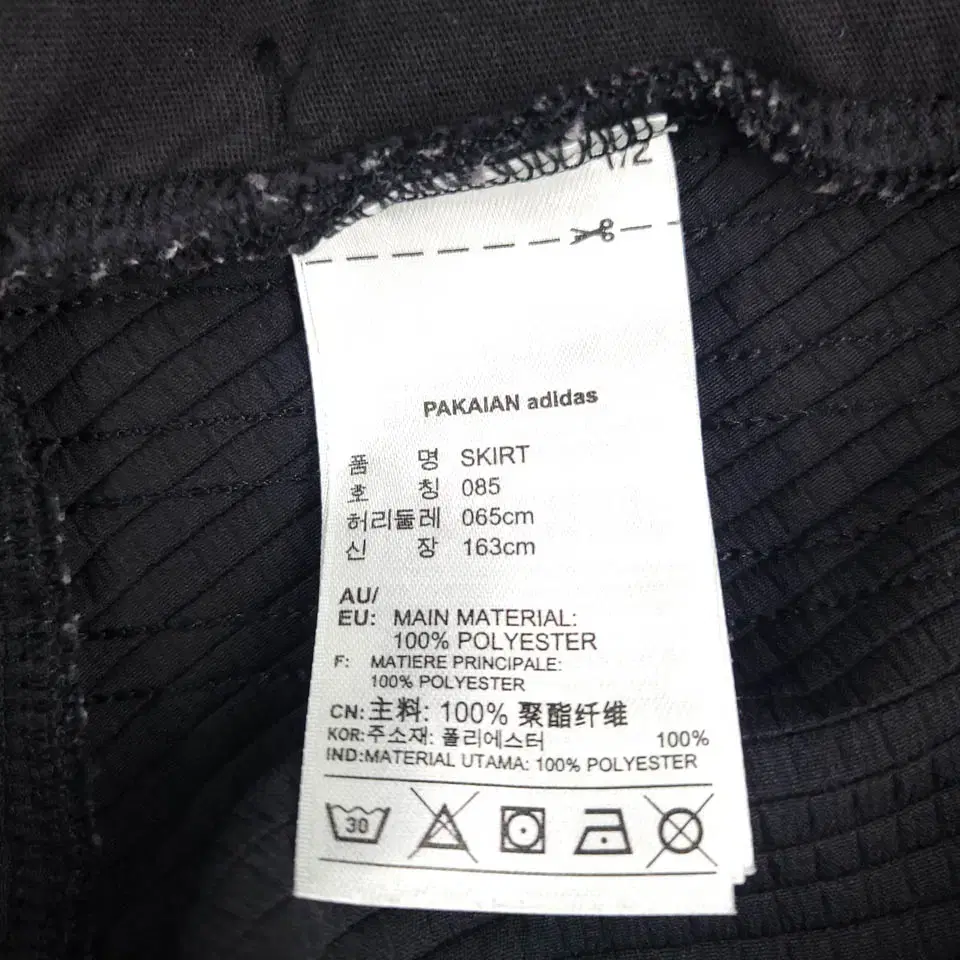 1/2
PAKAIAN adidas
품 명 SKIRT
호 칭 085
허리둘레 065cm
신 장 163cm
AU/
EU: MAIN MATERIAL:
100% POLYESTER
F: MATIERE PRINCIPALE:
100% POLYESTER
CN:主料: 100% 聚酯纤维
KOR:주소재: 폴리에스터 100%
IND:MATERIAL UTAMA: 100% POLYESTER
30